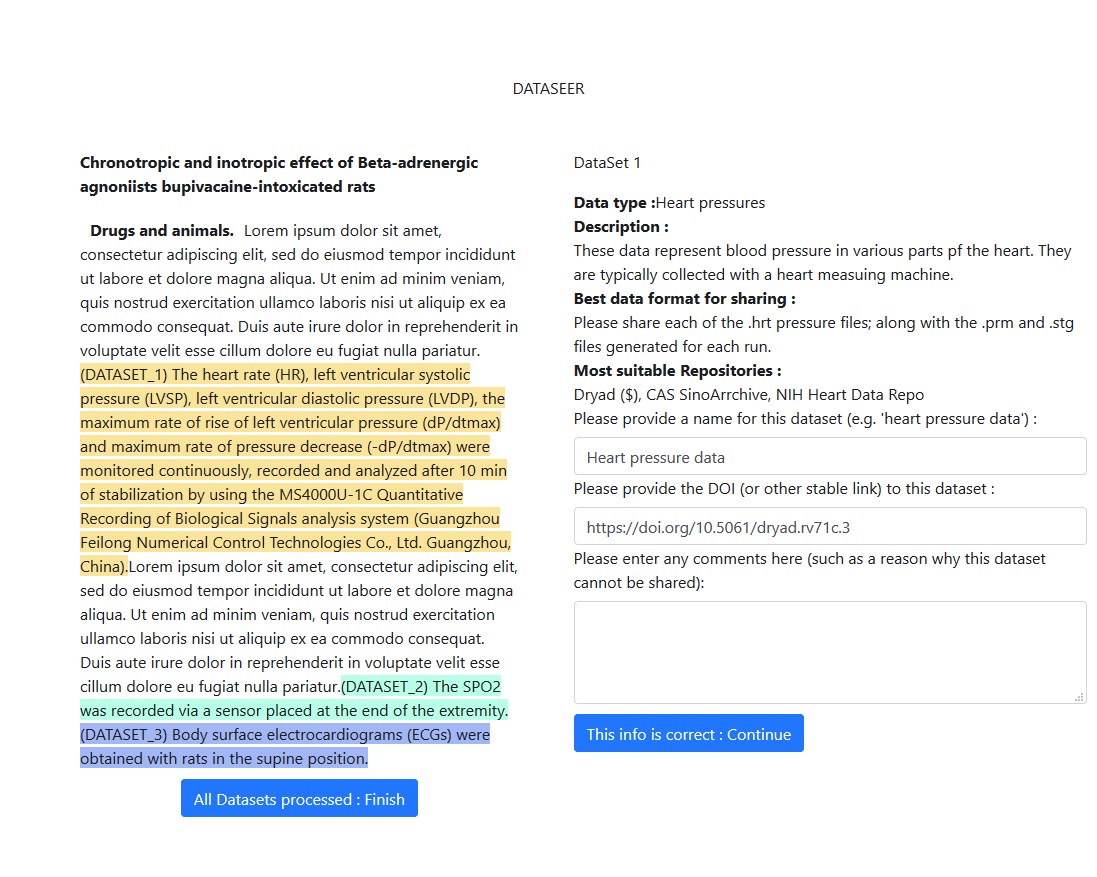 DATASEER
Chronotropic and inotropic effect of Beta-adrenergic
agnoniists bupivacaine-intoxicated rats
Drugs and animals. Lorem ipsum dolor sit amet,
consectetur adipiscing elit, sed do eiusmod tempor incididunt
ut labore et dolore magna aliqua. Ut enim ad minim veniam,
quis nostrud exercitation ullamco laboris nisi ut aliquip ex ea
commodo consequat. Duis aute irure dolor in reprehenderit in
voluptate velit esse cillum dolore eu fugiat nulla pariatur.
(DATASET_1) The heart rate (HR), left ventricular systolic
pressure (LVSP), left ventricular diastolic pressure (LVDP), the
maximum rate of rise of left ventricular pressure (dP/dtmax)
and maximum rate of pressure decrease (-dP/dtmax) were
monitored continuously, recorded and analyzed after 10 min
of stabilization by using the MS4000U-1C Quantitative
Recording of Biological Signals analysis system (Guangzhou
Feilong Numerical Control Technologies Co., Ltd. Guangzhou,
China).Lorem ipsum dolor sit amet, consectetur adipiscing elit,
sed do eiusmod tempor incididunt ut labore et dolore magna
aliqua. Ut enim ad minim veniam, quis nostrud exercitation
ullamco laboris nisi ut aliquip ex ea commodo consequat.
Duis aute irure dolor in reprehenderit in voluptate velit esse
cillum dolore eu fugiat nulla pariatur.(DATASET_2) The SPO2
was recorded via a sensor placed at the end of the extremity.
(DATASET_3) Body surface electrocardiograms (ECGs) were
obtained with rats in the supine position.
All Datasets processed : Finish
DataSet 1
Data type :Heart pressures
Description :
These data represent blood pressure in various parts pf the heart. They
are typically collected with a heart measuing machine.
Best data format for sharing :
Please share each of the .hrt pressure files; along with the .prm and .stg
files generated for each run.
Most suitable Repositories :
Dryad ($), CAS SinoArrchive, NIH Heart Data Repo
Please provide a name for this dataset (e.g. 'heart pressure data') :
Heart pressure data
Please provide the DOI (or other stable link) to this dataset :
https://doi.org/10.5061/dryad.rv71c.3
Please enter any comments here (such as a reason why this dataset
cannot be shared):
This info is correct : Continue